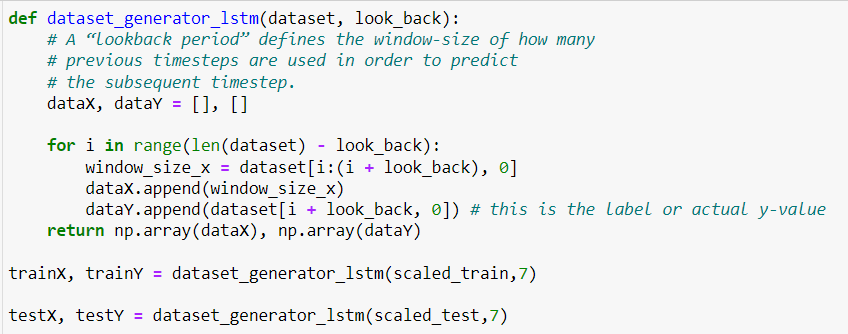 def dataset_generator_lstm(dataset, look_back):
    # A “lookback period” defines the window-size of how many
    # previous timesteps are used in order to predict
    # the subsequent timestep.
    dataX, dataY = [], []
    for i in range(len(dataset) - look_back):
        window_size_x = dataset[i:(i + look_back), 0]
        dataX.append(window_size_x)
        dataY.append(dataset[i + look_back, 0]) # this is the label or actual y-value
    return np.array(dataX), np.array(dataY)
trainX, trainY = dataset_generator_lstm(scaled_train,7)
testX, testY = dataset_generator_lstm(scaled_test,7)